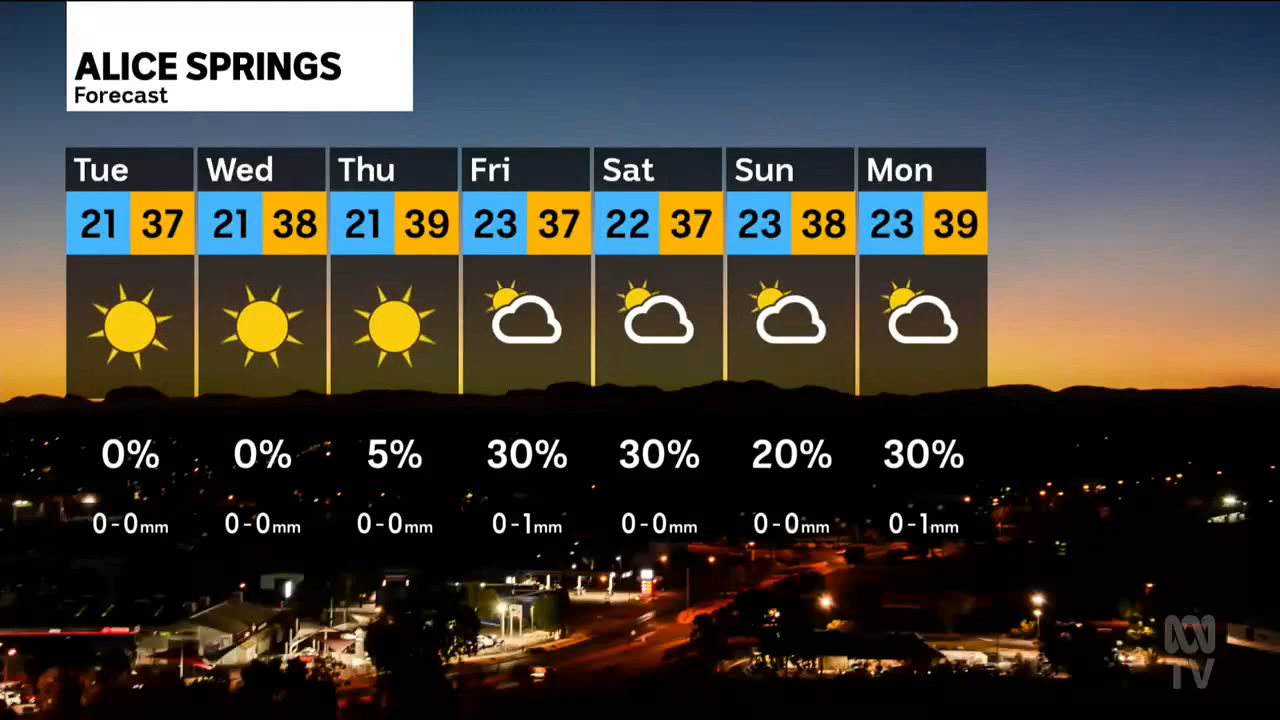 ALICE SPRINGS
Forecast
Tue Wed Thu Fri Sat Sun Mon
21 37 21 38 21 39 23 37 22 37 23 38 23 39
0% 0% 5% 30% 30% 20% 30%
0-0mm 0-0mm 0-0mm 0-1mm 0-0mm 0-0mm 0-1mm
TV